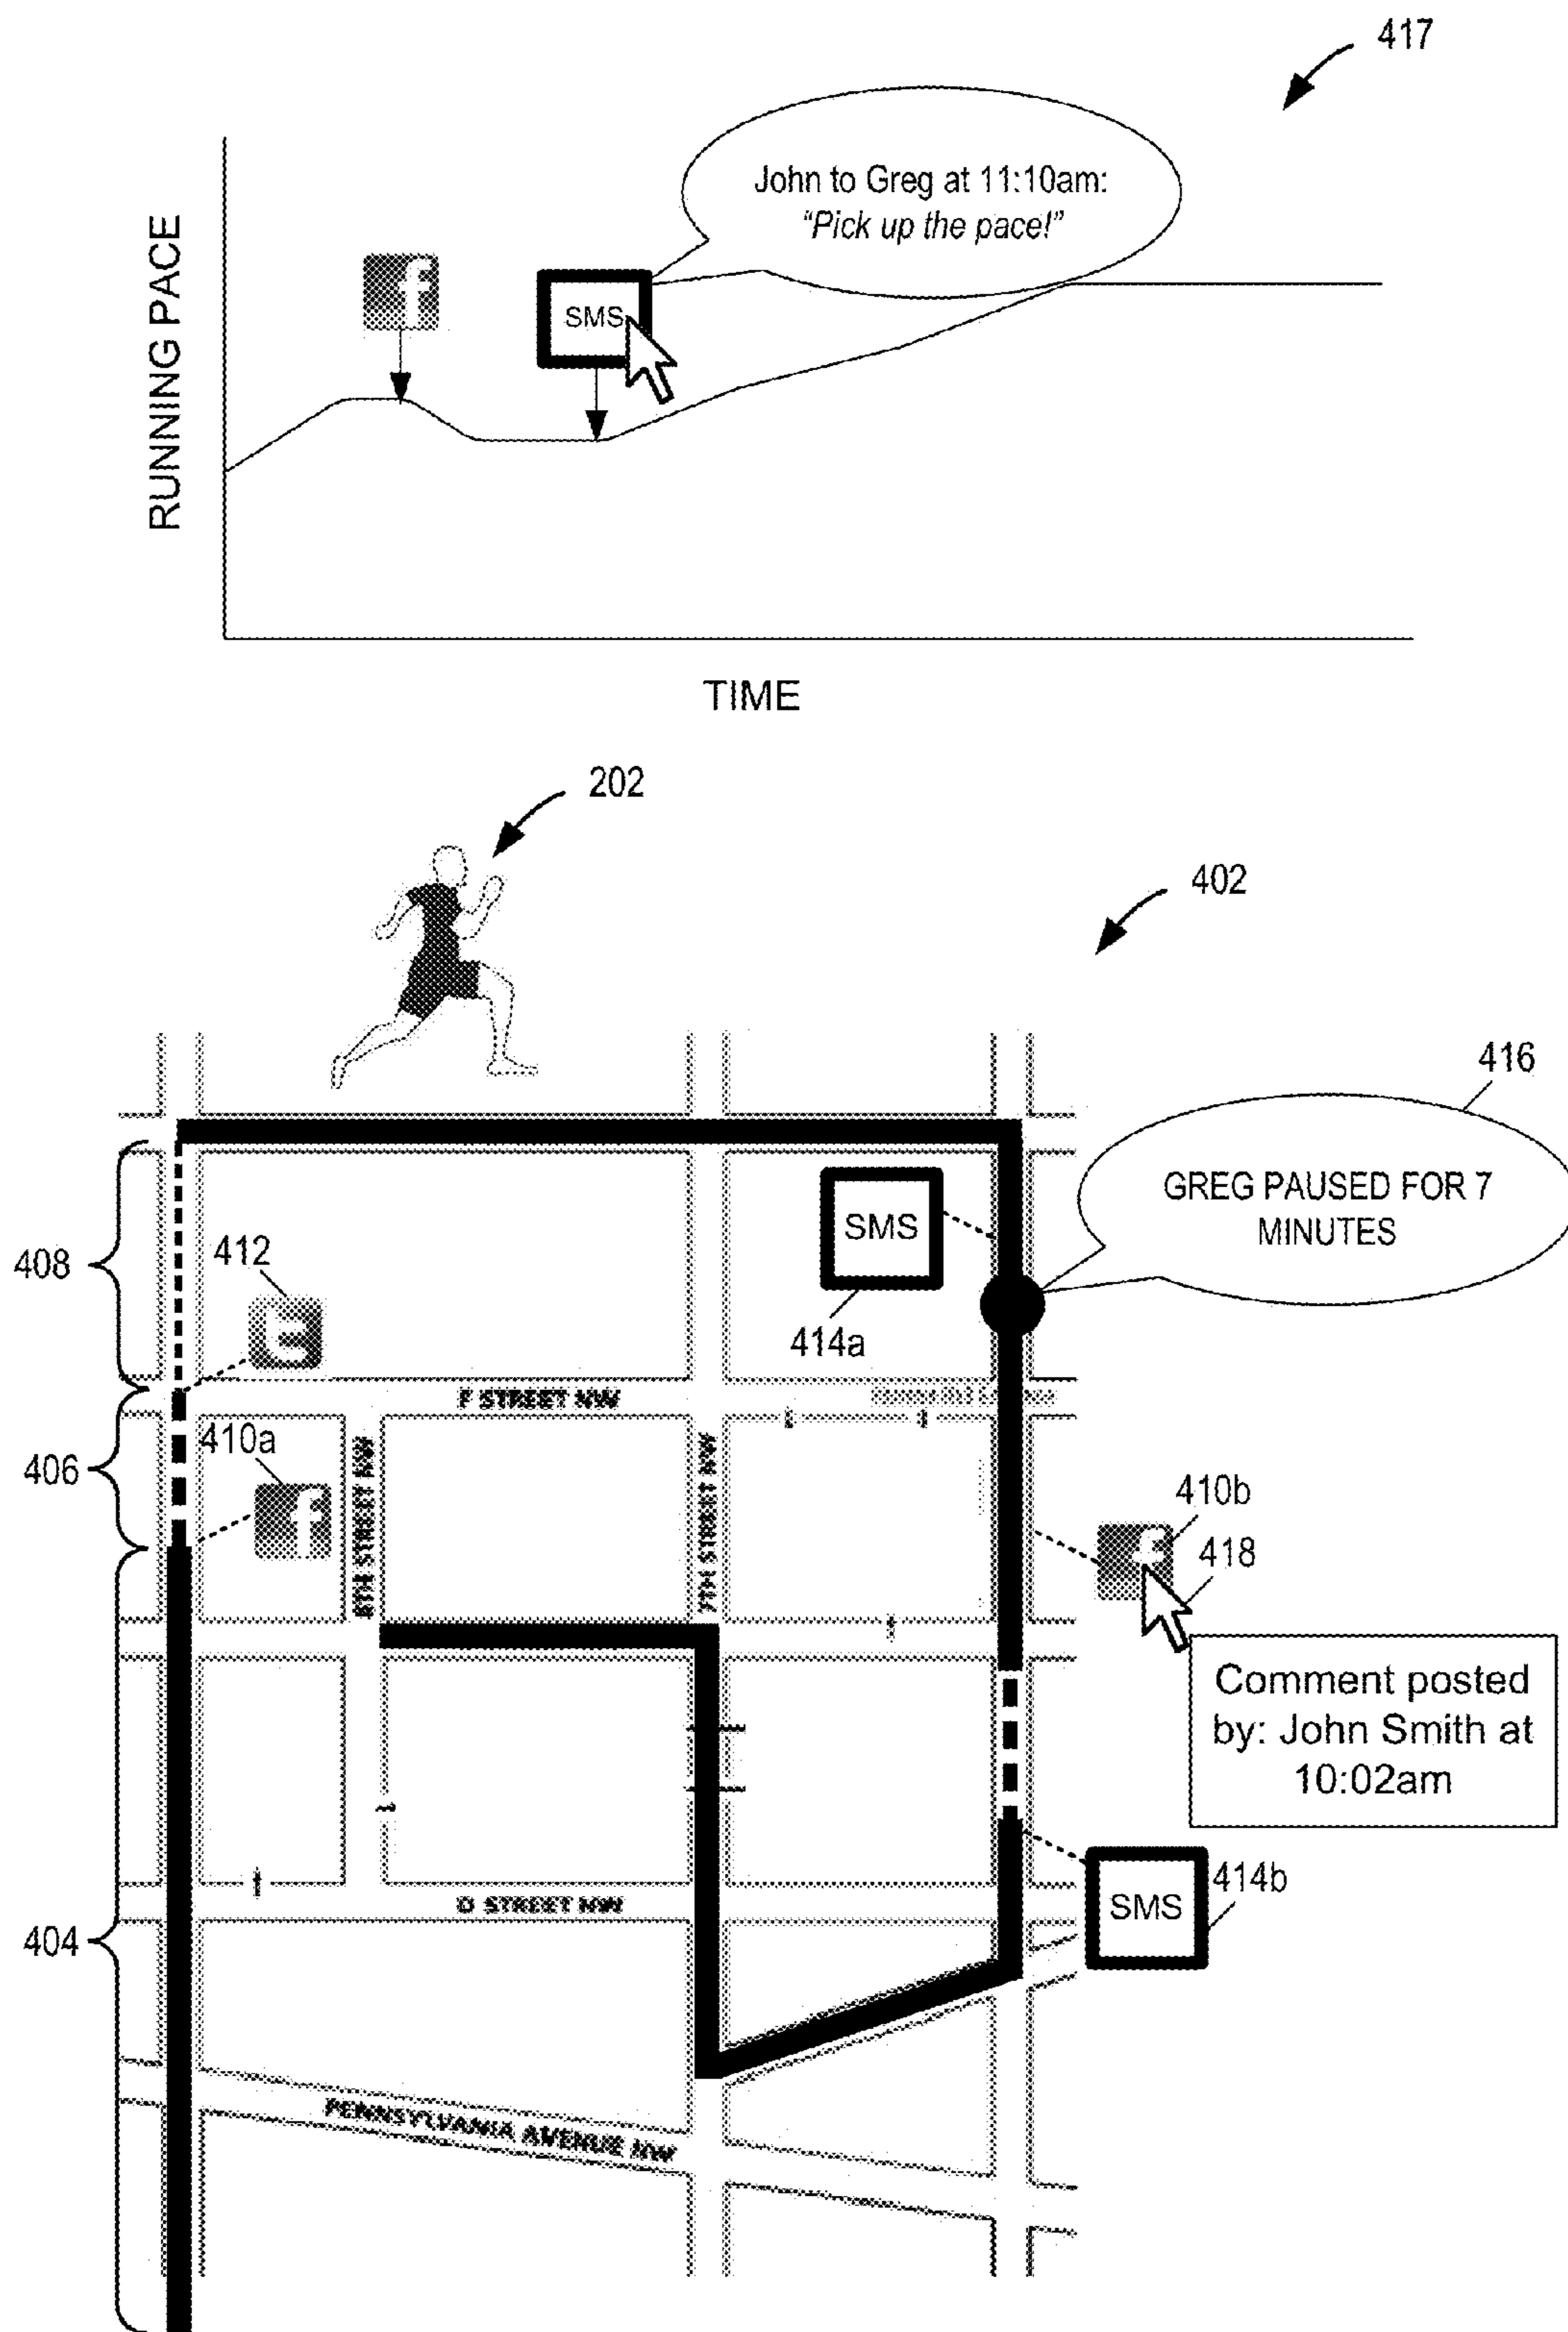 417
John to Greg at 11:10am:
"Pick up the pace!"
RUNNING PACE
SMS
TIME
202
402
416
GREG PAUSED FOR 7
MINUTES
SMS
408
412
414a
F STREET NW
410a
406
8TH STREET NW
7TH STREET NW
410b
418
Comment posted
by: John Smith at
10:02am
SMS
414b
D STREET NW
404
PENNSYLVANIA AVENUE NW